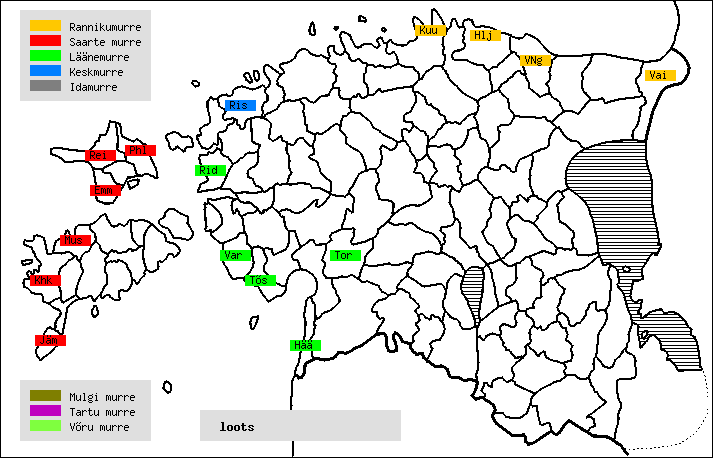 Rannikumurre
Saarte murre
Läänemurre
Keskmurre
Idamurre
Kuu
Hlj
VNg
Vai
Ris
Rei
Phl
Rid
Emm
Mus
Var
Tor
Khk
Tõs
Jäm
Hää
Mulgi murre
Tartu murre
Võru murre
loots